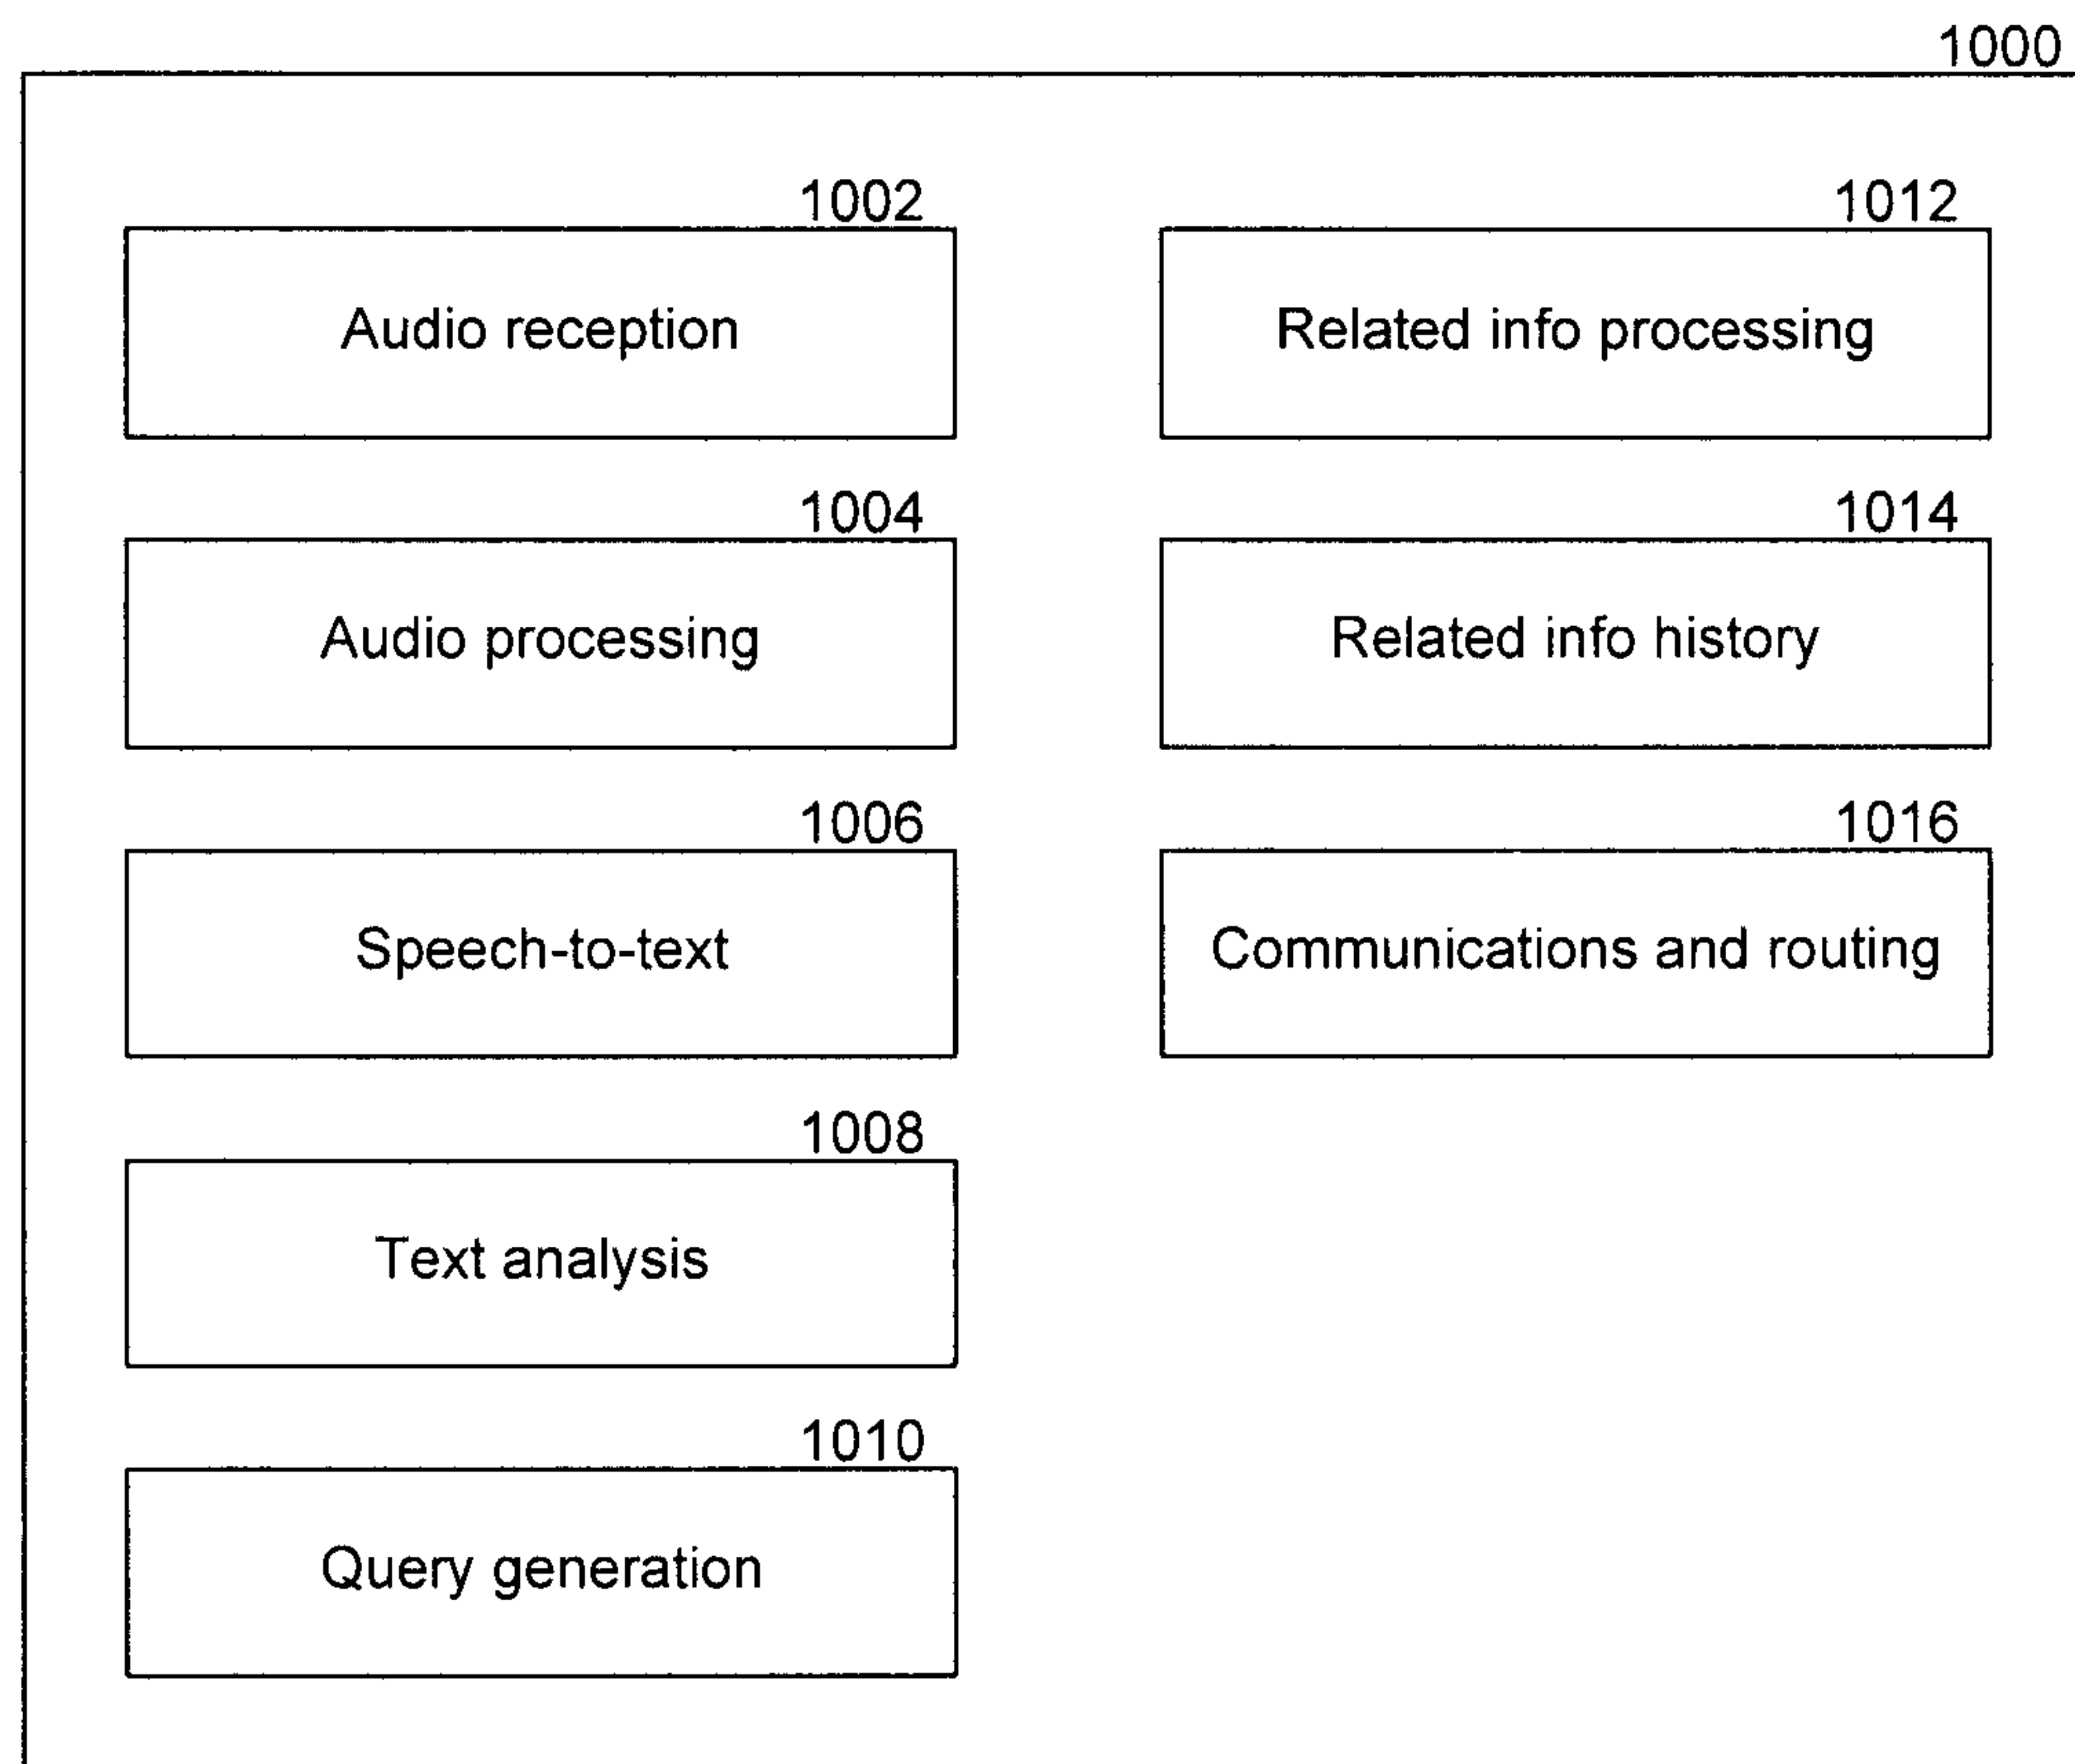 1000
1002
Audio reception
1004
Audio processing
1006
Speech-to-text
1008
Text analysis
1010
Query generation
1012
Related info processing
1014
Related info history
1016
Communications and routing